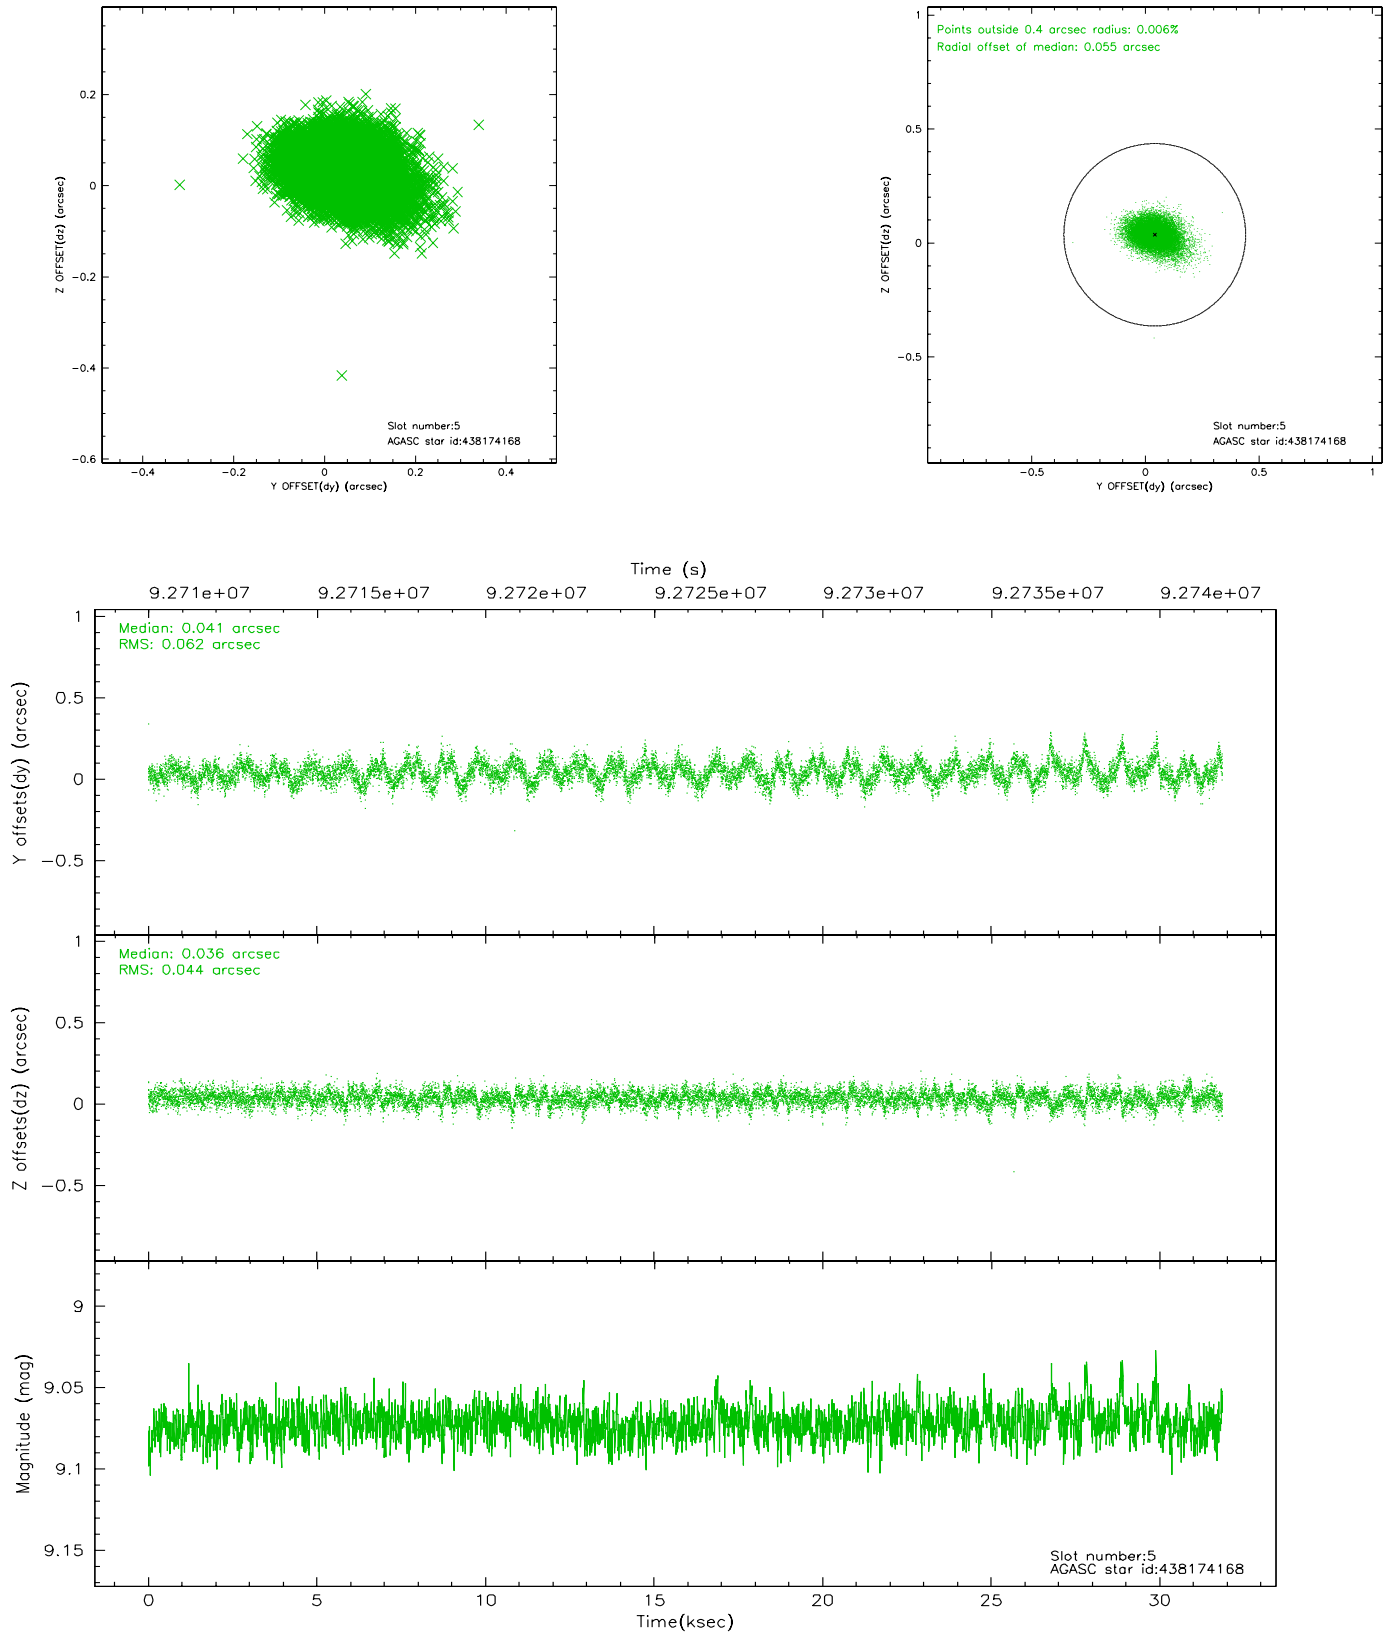 0.2
0
−0.2
−0.4
−0.6
Z OFFSET(dz) (arcsec)
Slot number:5
AGASC star id:438174168
−0.4
−0.2
0
0.2
0.4
Y OFFSET(dy) (arcsec)
1
0.5
0
−0.5
Z OFFSET(dz) (arcsec)
Points outside 0.4 arcsec radius: 0.006%
Radial offset of median: 0.055 arcsec
Slot number:5
AGASC star id:438174168
−0.5
0
0.5
1
Y OFFSET(dy) (arcsec)
Time (s)
9.271e+07
9.2715e+07
9.272e+07
9.2725e+07
9.273e+07
9.2735e+07
9.274e+07
Median: 0.041 arcsec
RMS: 0.062 arcsec
1
0.5
0
−0.5
Y offsets(dy) (arcsec)
Median: 0.036 arcsec
RMS: 0.044 arcsec
1
0.5
0
−0.5
Z offsets(dz) (arcsec)
9
9.05
9.1
9.15
Magnitude (mag)
Slot number:5
AGASC star id:438174168
0
5
10
15
20
25
30
Time(ksec)